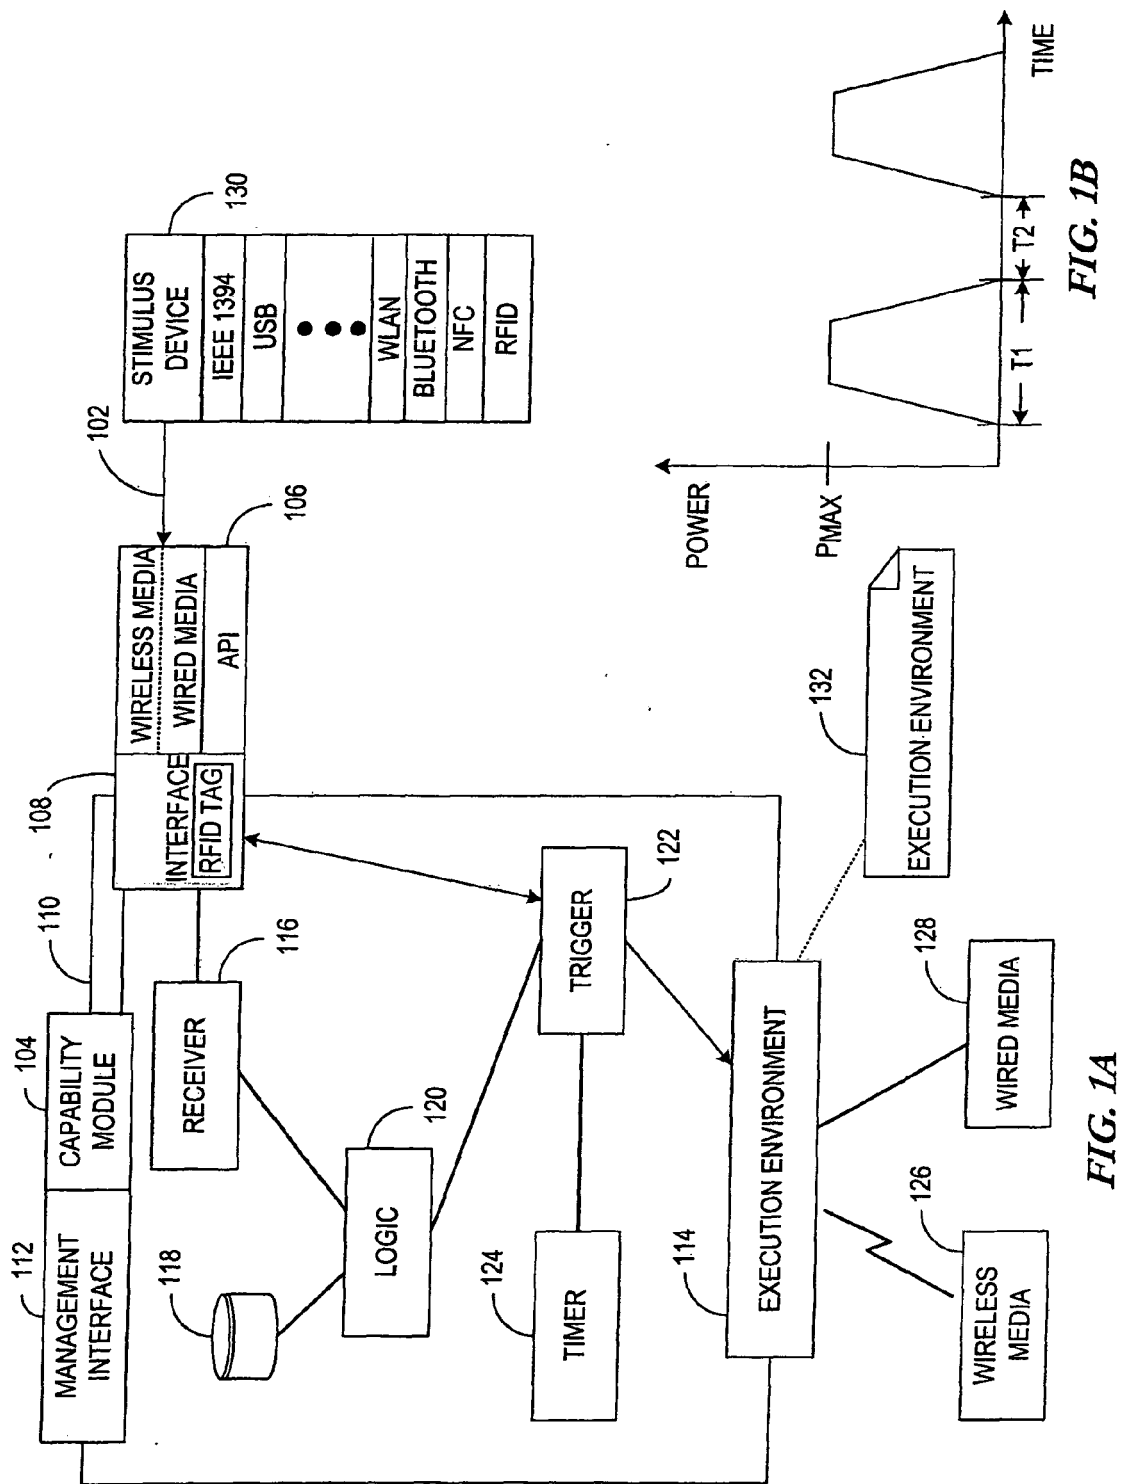 112
MANAGEMENT
INTERFACE
104
CAPABILITY
MODULE
110
108
INTERFACE
RFID TAG
WIRELESS MEDIA
WIRED MEDIA
API
106
102
130
STIMULUS
DEVICE
IEEE 1394
USB
WLAN
BLUETOOTH
NFC
RFID
118
RECEIVER
116
LOGIC
120
124
TIMER
TRIGGER
122
114
EXECUTION ENVIRONMENT
132
EXECUTION ENVIRONMENT
126
WIRELESS
MEDIA
128
WIRED MEDIA
FIG. 1A
POWER
PMAX
T1
T2
TIME
FIG. 1B